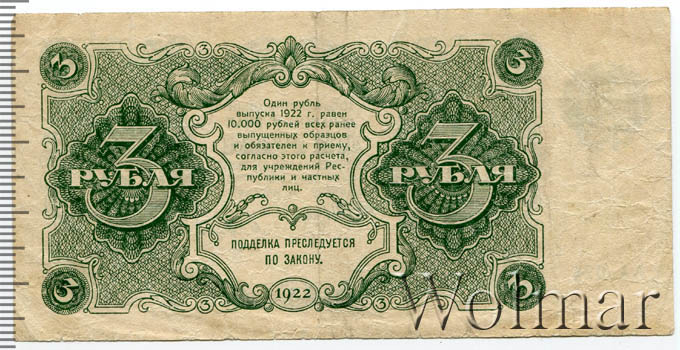 3
3
3
РУБЛЯ
Один рубль
выпуска 1922 г. равен
10.000 рублей всех ранее
выпущенных образцов
и обязателен к приему,
согласно этого расчета,
для учреждений Рес-
публики и частных
лиц.
3
РУБЛЯ
ПОДДЕЛКА ПРЕСЛЕДУЕТСЯ
ПО ЗАКОНУ.
3
1922
3
Wolmar